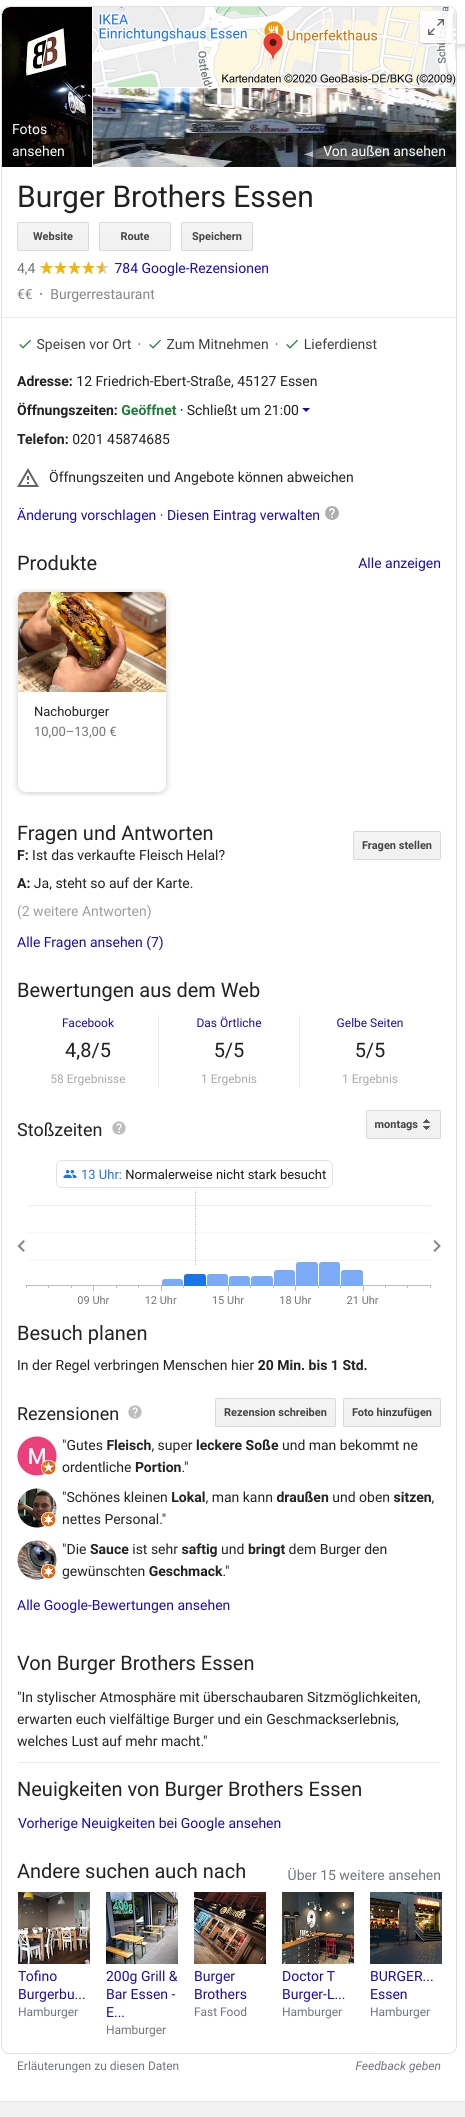 IKEA
Einrichtungshaus Essen
Unperfekthaus
Ostfeld
Kartendaten ©2020 GeoBasis-DE/BKG (©2009)
Fotos
ansehen
Von außen ansehen
Burger Brothers Essen
Website Route Speichern
4,4 784 Google-Rezensionen
€€ · Burgerrestaurant
Speisen vor Ort · Zum Mitnehmen · Lieferdienst
Adresse: 12 Friedrich-Ebert-Straße, 45127 Essen
Öffnungszeiten: Geöffnet · Schließt um 21:00
Telefon: 0201 45874685
Öffnungszeiten und Angebote können abweichen
Änderung vorschlagen · Diesen Eintrag verwalten ?
Produkte Alle anzeigen
Nachoburger
10,00–13,00 €
Fragen und Antworten
F: Ist das verkaufte Fleisch Helal? Fragen stellen
A: Ja, steht so auf der Karte.
(2 weitere Antworten)
Alle Fragen ansehen (7)
Bewertungen aus dem Web
Facebook Das Örtliche Gelbe Seiten
4,8/5 5/5 5/5
58 Ergebnisse 1 Ergebnis 1 Ergebnis
Stoßzeiten ? montags
13 Uhr: Normalerweise nicht stark besucht
09 Uhr 12 Uhr 15 Uhr 18 Uhr 21 Uhr
Besuch planen
In der Regel verbringen Menschen hier 20 Min. bis 1 Std.
Rezensionen ? Rezension schreiben Foto hinzufügen
M
"Gutes Fleisch, super leckere Soße und man bekommt ne
ordentliche Portion."
"Schönes kleinen Lokal, man kann draußen und oben sitzen,
nettes Personal."
"Die Sauce ist sehr saftig und bringt dem Burger den
gewünschten Geschmack."
Alle Google-Bewertungen ansehen
Von Burger Brothers Essen
"In stylischer Atmosphäre mit überschaubaren Sitzmöglichkeiten,
erwarten euch vielfältige Burger und ein Geschmackserlebnis,
welches Lust auf mehr macht."
Neuigkeiten von Burger Brothers Essen
Vorherige Neuigkeiten bei Google ansehen
Andere suchen auch nach Über 15 weitere ansehen
Tofino
Burgerbu...
Hamburger
200g Grill &
Bar Essen -
E...
Hamburger
Burger
Brothers
Fast Food
Doctor T
Burger-L...
Hamburger
BURGER...
Essen
Hamburger
Erläuterungen zu diesen Daten Feedback geben